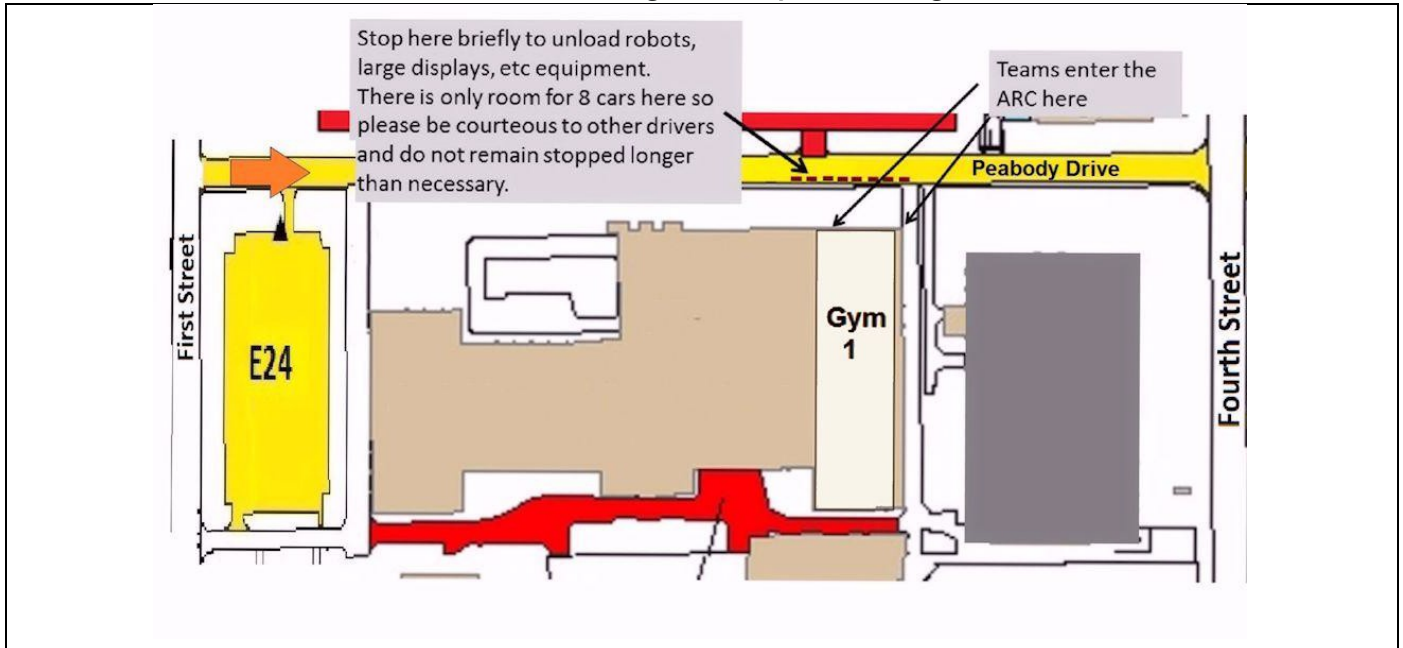 Stop here briefly to unload robots,
large displays, etc equipment.
There is only room for 8 cars here so
please be courteous to other drivers
and do not remain stopped longer
than necessary.
Teams enter the
ARC here
Peabody Drive
First Street
E24
Gym
1
Fourth Street